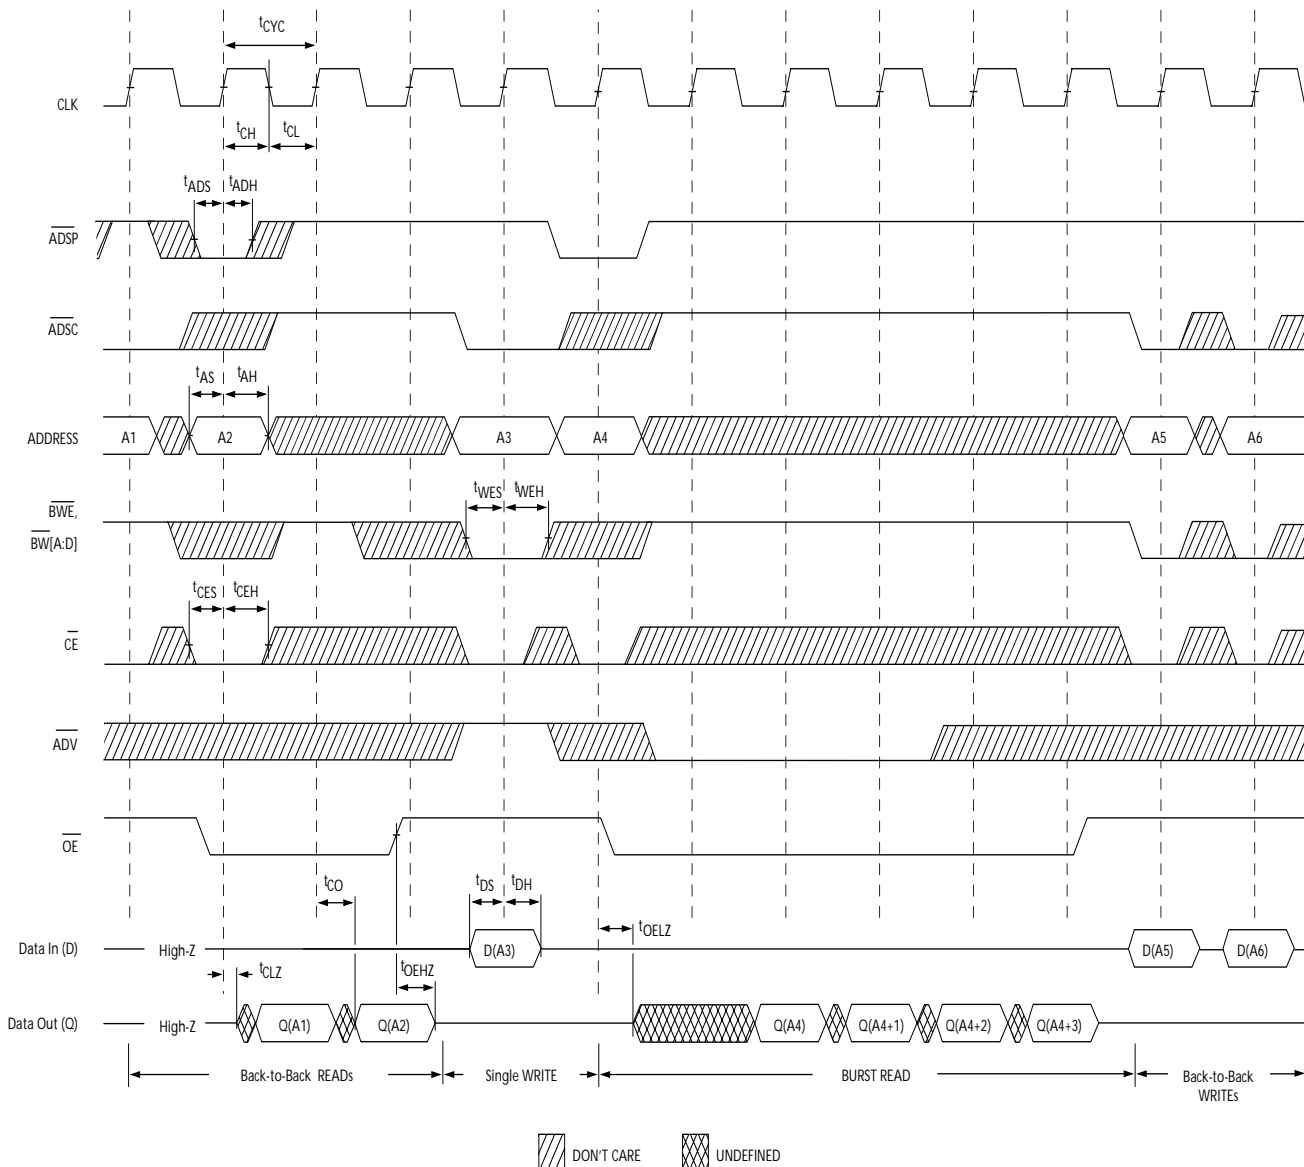 tCYC
CLK
tCH
tCL
tADS
tADH
ADSP
ADSC
tAS
tAH
ADDRESS
A1
A2
A3
A4
A5
A6
tWES
tWEH
BWE,
BW[A:D]
tCES
tCEH
CE
ADV
OE
tCO
tDS
tDH
tOELZ
Data In (D)
High-Z
D(A3)
D(A5)
D(A6)
tCLZ
tOEHZ
Data Out (Q)
High-Z
Q(A1)
Q(A2)
Q(A4)
Q(A4+1)
Q(A4+2)
Q(A4+3)
Back-to-Back READs
Single WRITE
BURST READ
Back-to-Back
WRITEs
DON'T CARE
UNDEFINED